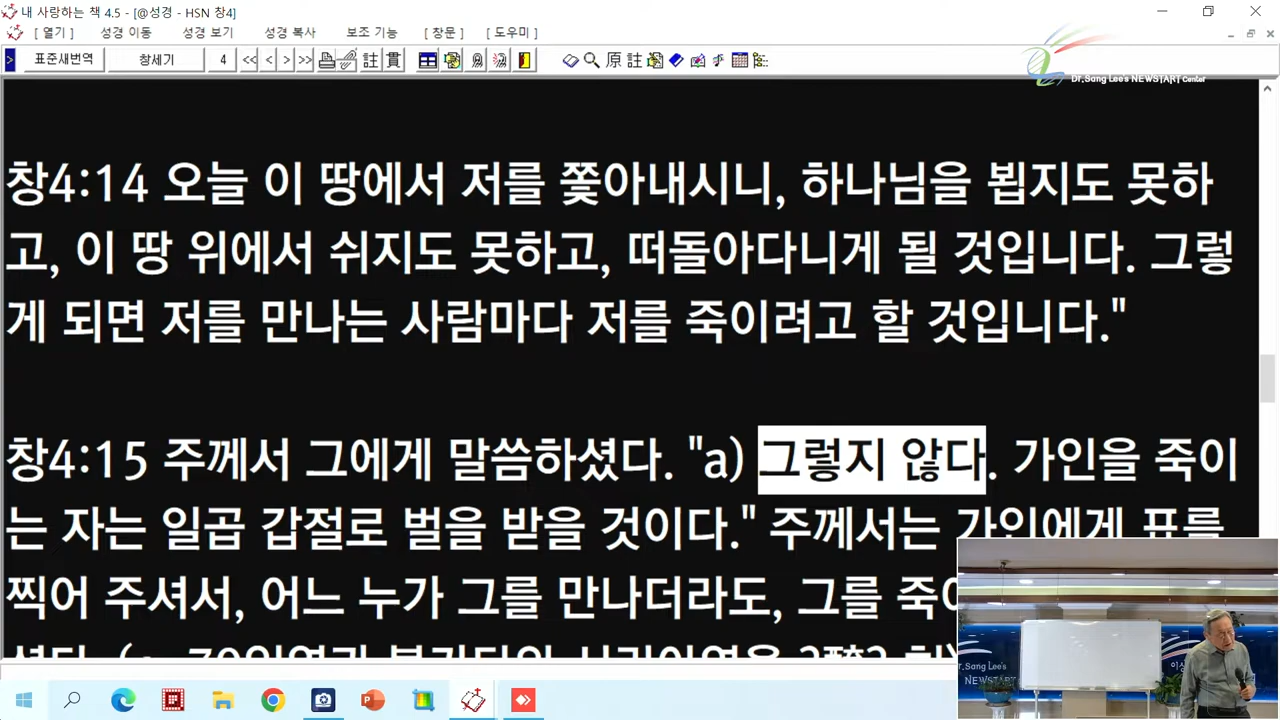 내 사랑하는 책 4.5 - [@성경 - HSN 창4]
[ 열기 ] 성경 이동 성경 보기 성경 복사 보조 기능 [ 창문 ] [ 도우미 ]
표준새번역 창세기 4 << < > >> 註 貫 原 註
Dr.Sang Lee's NEWSTART Center
창4:14 오늘 이 땅에서 저를 쫓아내시니, 하나님을 뵙지도 못하
고, 이 땅 위에서 쉬지도 못하고, 떠돌아다니게 될 것입니다. 그렇
게 되면 저를 만나는 사람마다 저를 죽이려고 할 것입니다."
창4:15 주께서 그에게 말씀하셨다. "a) 그렇지 않다. 가인을 죽이
는 자는 일곱 갑절로 벌을 받을 것이다." 주께서는 가인에게 표를
찍어 주셔서, 어느 누가 그를 만나더라도, 그를
Dr.Sang Lee's
NEWSTART
이상